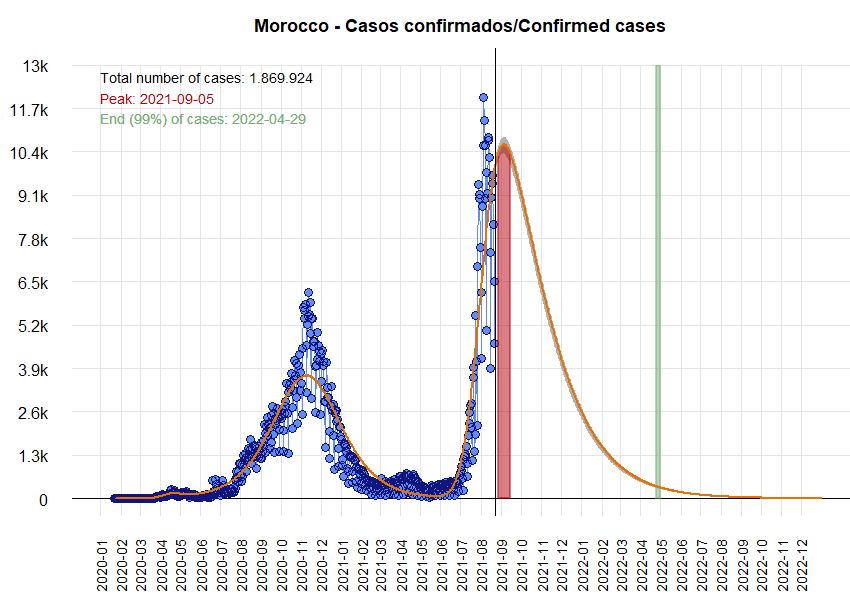 Morocco - Casos confirmados/Confirmed cases
Total number of cases: 1.869.924
Peak: 2021-09-05
End (99%) of cases: 2022-04-29
13k
11.7k
10.4k
9.1k
7.8k
6.5k
5.2k
3.9k
2.6k
1.3k
0
2020-01
2020-02
2020-03
2020-04
2020-05
2020-06
2020-07
2020-08
2020-09
2020-10
2020-11
2020-12
2021-01
2021-02
2021-03
2021-04
2021-05
2021-06
2021-07
2021-08
2021-09
2021-10
2021-11
2021-12
2022-01
2022-02
2022-03
2022-04
2022-05
2022-06
2022-07
2022-08
2022-09
2022-10
2022-11
2022-12